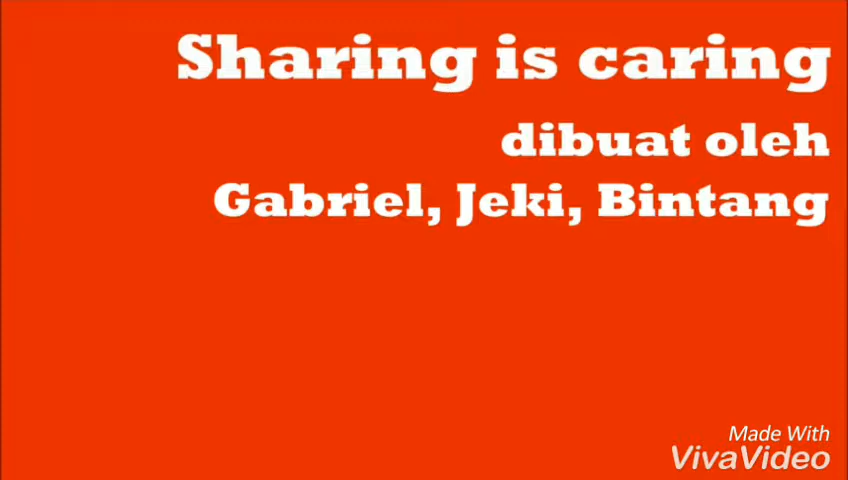 Sharing is caring
dibuat oleh
Gabriel, Jeki, Bintang
Made With
VivaVideo